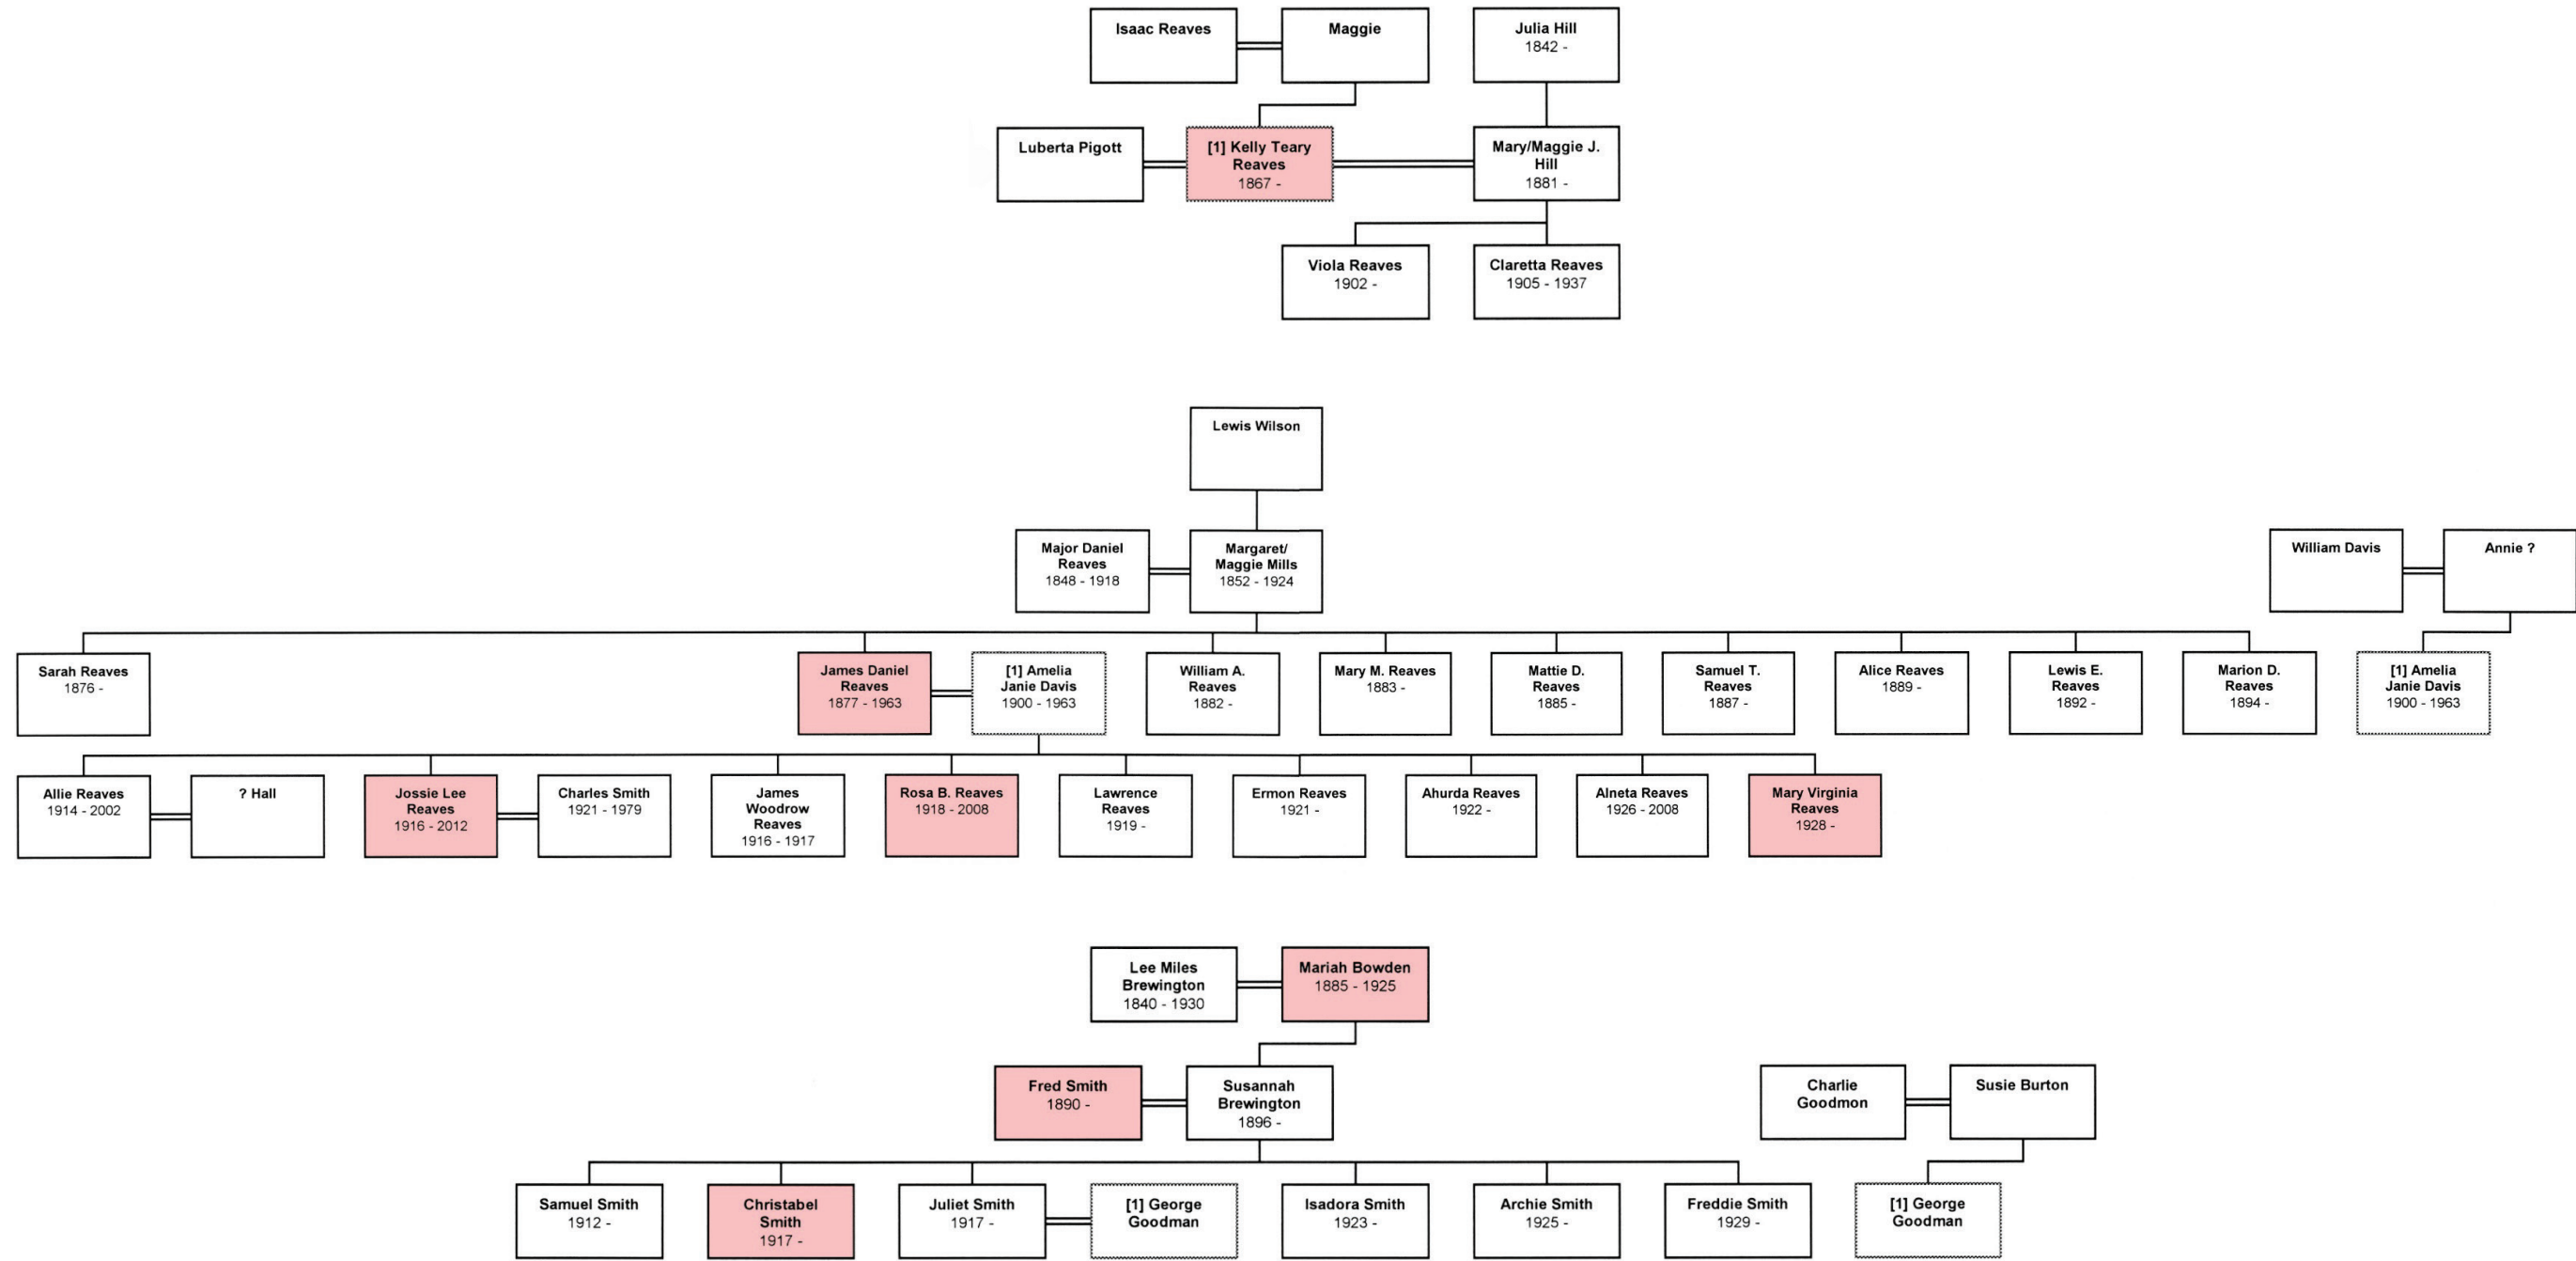 Isaac Reaves
Maggie
Julia Hill
1842 -
Luberta Pigott
[1] Kelly Teary
Reaves
1867 -
Mary/Maggie J.
Hill
1881 -
Viola Reaves
1902 -
Claretta Reaves
1905 - 1937
Lewis Wilson
Major Daniel
Reaves
1848 - 1918
Margaret/
Maggie Mills
1852 - 1924
William Davis
Annie ?
Sarah Reaves
1876 -
James Daniel
Reaves
1877 - 1963
[1] Amelia
Janie Davis
1900 - 1963
William A.
Reaves
1882 -
Mary M. Reaves
1883 -
Mattie D.
Reaves
1885 -
Samuel T.
Reaves
1887 -
Alice Reaves
1889 -
Lewis E.
Reaves
1892 -
Marion D.
Reaves
1894 -
[1] Amelia
Janie Davis
1900 - 1963
Allie Reaves
1914 - 2002
? Hall
Jossie Lee
Reaves
1916 - 2012
Charles Smith
1921 - 1979
James
Woodrow
Reaves
1916 - 1917
Rosa B. Reaves
1918 - 2008
Lawrence
Reaves
1919 -
Ermon Reaves
1921 -
Ahurda Reaves
1922 -
Alneta Reaves
1926 - 2008
Mary Virginia
Reaves
1928 -
Lee Miles
Brewington
1840 - 1930
Mariah Bowden
1885 - 1925
Fred Smith
1890 -
Susannah
Brewington
1896 -
Charlie
Goodmon
Susie Burton
Samuel Smith
1912 -
Christabel
Smith
1917 -
Juliet Smith
1917 -
[1] George
Goodman
Isadora Smith
1923 -
Archie Smith
1925 -
Freddie Smith
1929 -
[1] George
Goodman